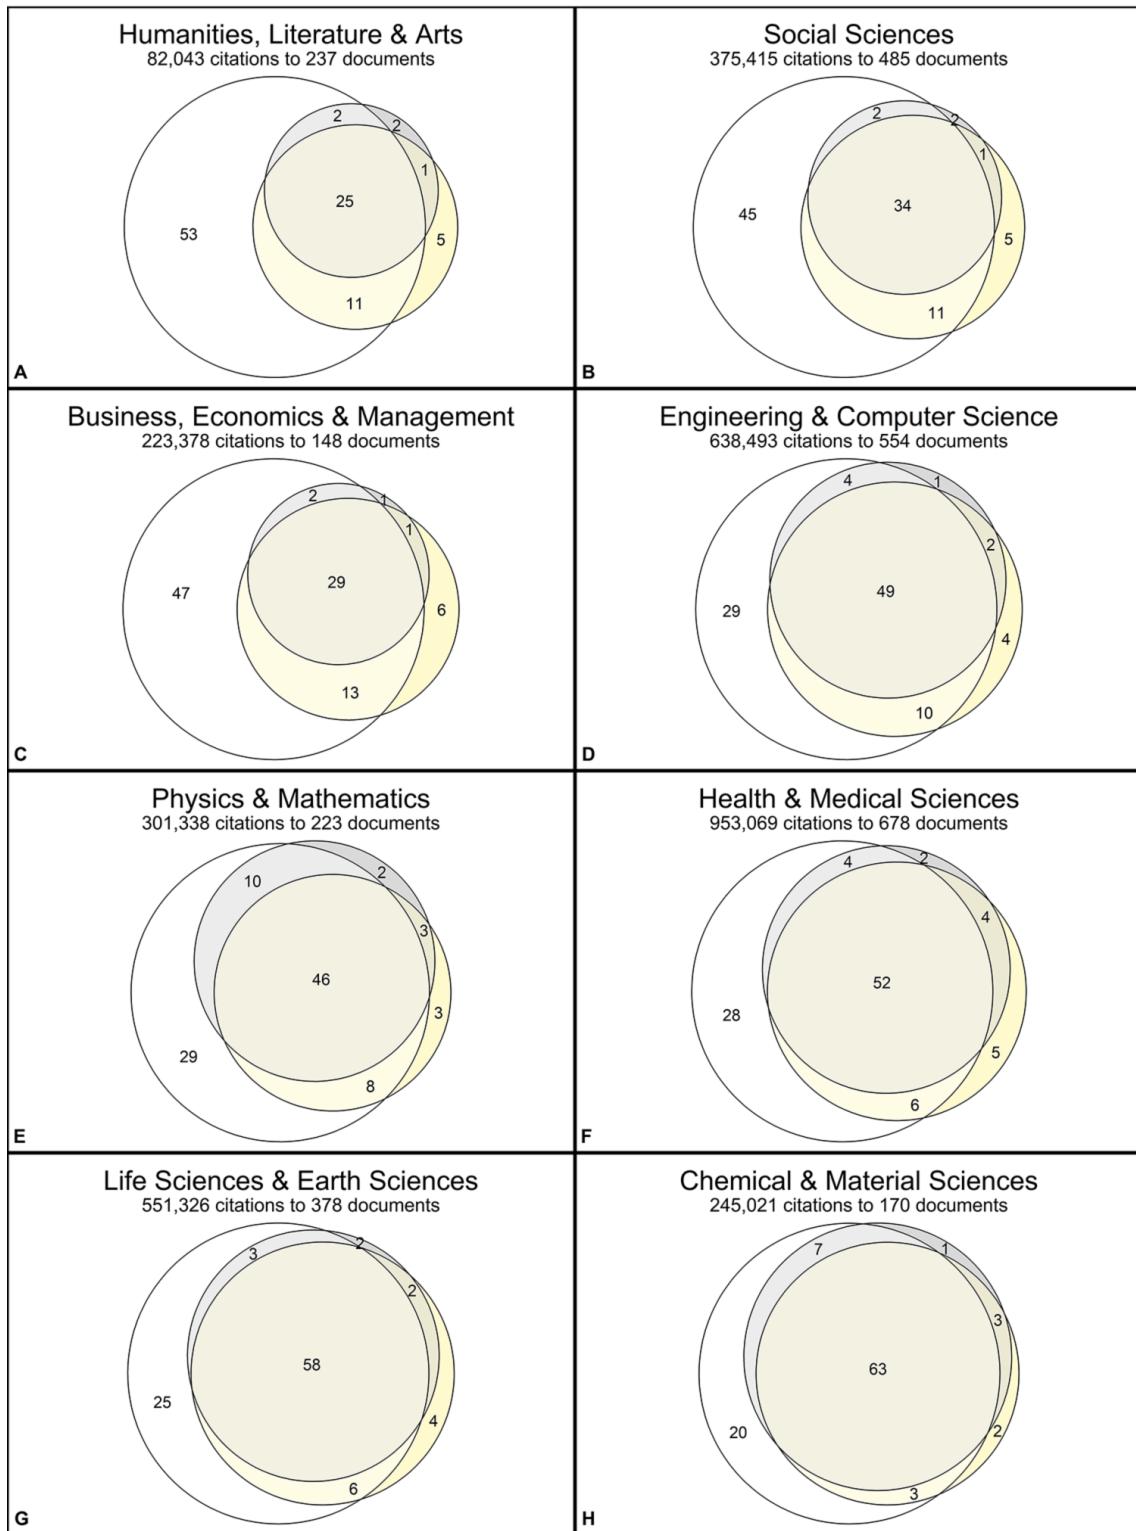 Humanities, Literature & Arts
82,043 citations to 237 documents
2
2
1
25
53
5
11
A
Social Sciences
375,415 citations to 485 documents
2
2
1
34
45
5
11
B
Business, Economics & Management
223,378 citations to 148 documents
2
1
1
29
47
6
13
C
Engineering & Computer Science
638,493 citations to 554 documents
4
1
2
49
29
4
10
D
Physics & Mathematics
301,338 citations to 223 documents
2
10
3
46
3
29
8
E
Health & Medical Sciences
953,069 citations to 678 documents
4
2
4
52
28
5
6
F
Life Sciences & Earth Sciences
551,326 citations to 378 documents
2
3
2
58
25
4
6
G
Chemical & Material Sciences
245,021 citations to 170 documents
7
1
3
63
20
2
3
H